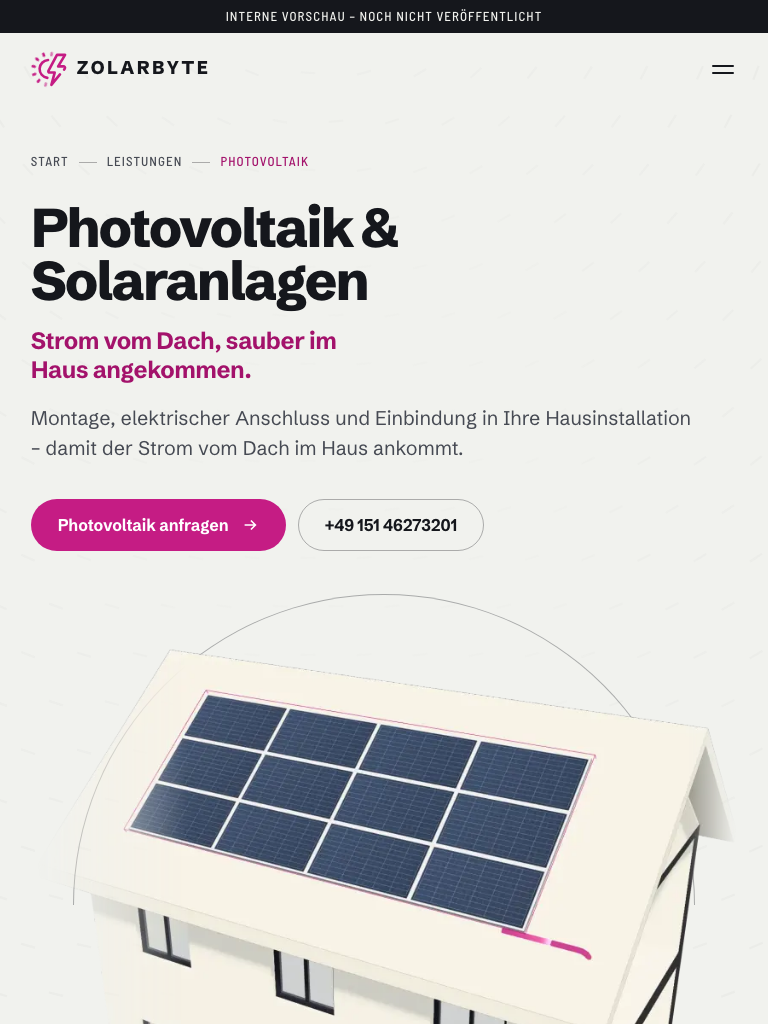 INTERNE VORSCHAU – NOCH NICHT VERÖFFENTLICHT
ZOLARBYTE
START — LEISTUNGEN — PHOTOVOLTAIK
Photovoltaik &
Solaranlagen
Strom vom Dach, sauber im
Haus angekommen.
Montage, elektrischer Anschluss und Einbindung in Ihre Hausinstallation
– damit der Strom vom Dach im Haus ankommt.
Photovoltaik anfragen →
+49 151 46273201